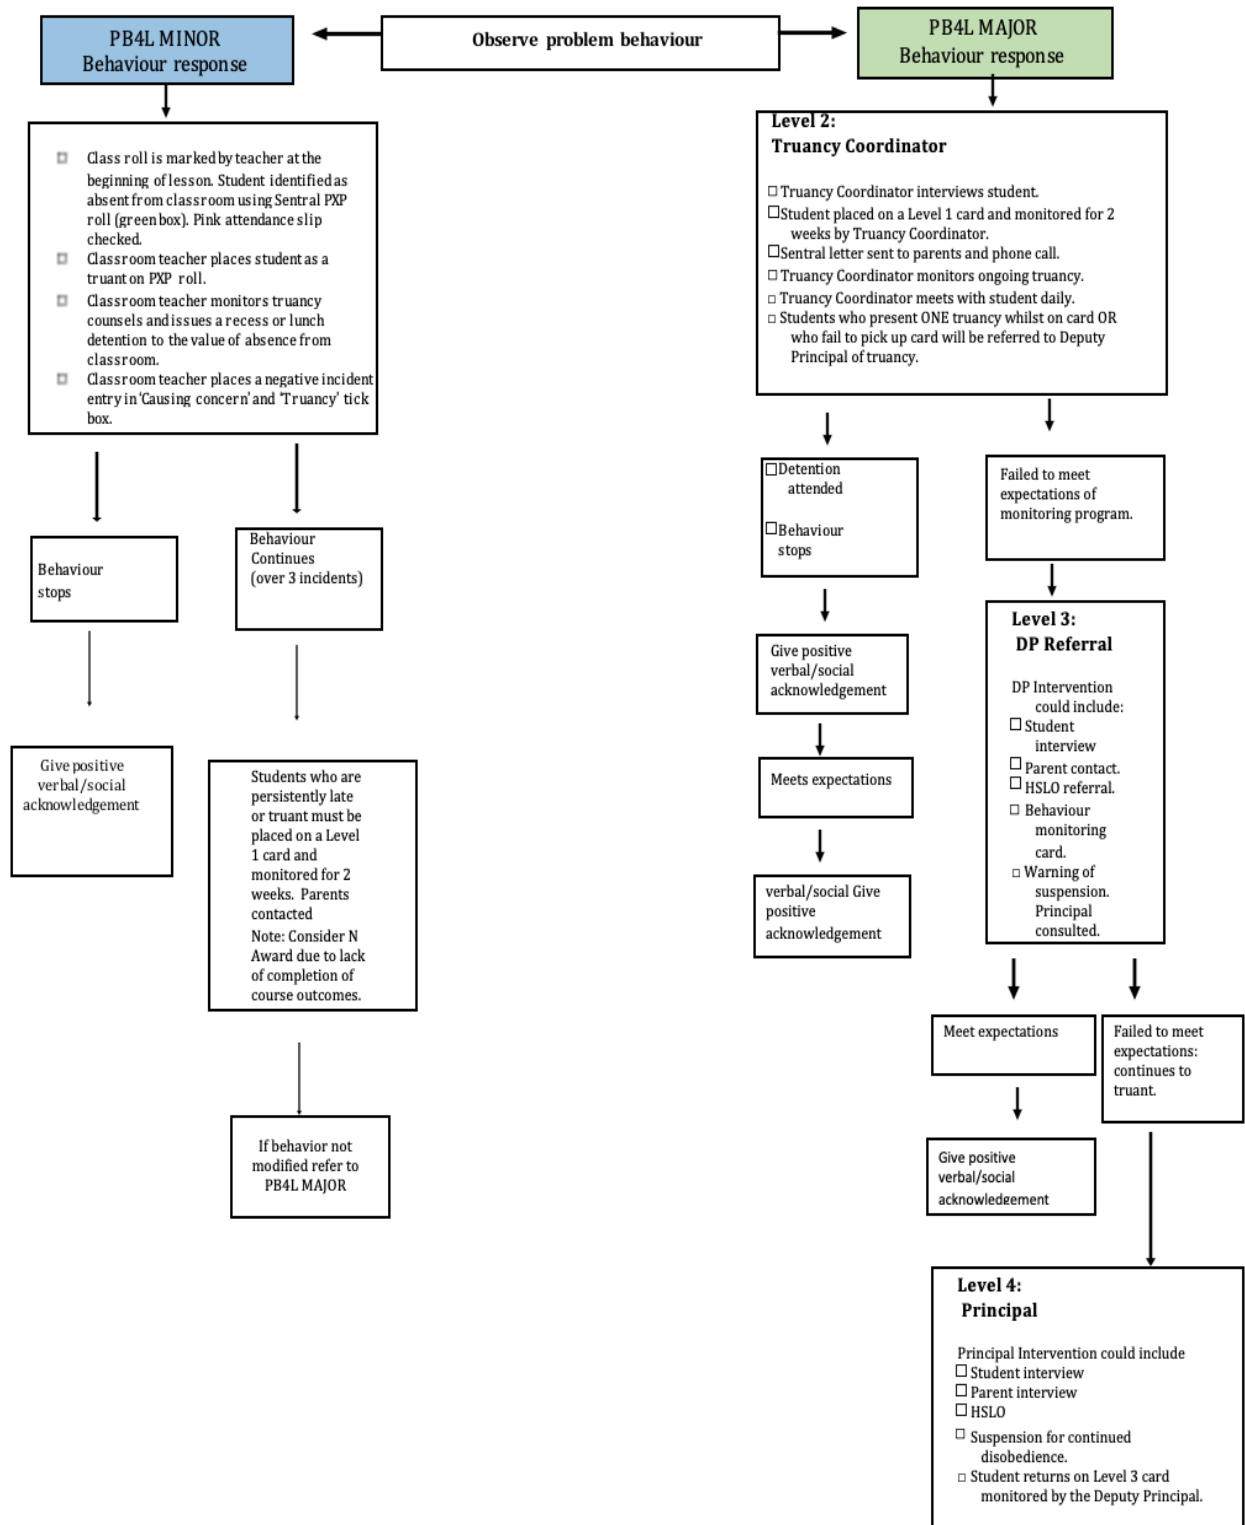 PB4L MINOR
Behaviour response
Observe problem behaviour
PB4L MAJOR
Behaviour response
Class roll is marked by teacher at the
beginning of lesson. Student identified as
absent from classroom using Sentral PXP
roll (green box). Pink attendance slip
checked.
Classroom teacher places student as a
truant on PXP roll.
Classroom teacher monitors truancy
counsels and issues a recess or lunch
detention to the value of absence from
classroom.
Classroom teacher places a negative incident
entry in 'Causing concern' and 'Truancy' tick
box.
Behaviour
stops
Behaviour
Continues
(over 3 incidents)
Give positive
verbal/social
acknowledgement
Students who are
persistently late
or truant must be
placed on a Level
1 card and
monitored for 2
weeks. Parents
contacted
Note: Consider N
Award due to lack
of completion of
course outcomes.
If behavior not
modified refer to
PB4L MAJOR
Level 2:
Truancy Coordinator
Truancy Coordinator interviews student.
Student placed on a Level 1 card and monitored for 2
weeks by Truancy Coordinator.
Sentral letter sent to parents and phone call.
Truancy Coordinator monitors ongoing truancy.
Truancy Coordinator meets with student daily.
Students who present ONE truancy whilst on card OR
who fail to pick up card will be referred to Deputy
Principal of truancy.
Detention
attended
Behaviour
stops
Failed to meet
expectations of
monitoring program.
Give positive
verbal/social
acknowledgement
Meets expectations
verbal/social Give
positive
acknowledgement
Level 3:
DP Referral
DP Intervention
could include:
Student
interview
Parent contact.
HSLO referral.
Behaviour
monitoring
card.
Warning of
suspension.
Principal
consulted.
Meet expectations
Failed to meet
expectations:
continues to
truant.
Give positive
verbal/social
acknowledgement
Level 4:
Principal
Principal Intervention could include
Student interview
Parent interview
HSLO
Suspension for continued
disobedience.
Student returns on Level 3 card
monitored by the Deputy Principal.